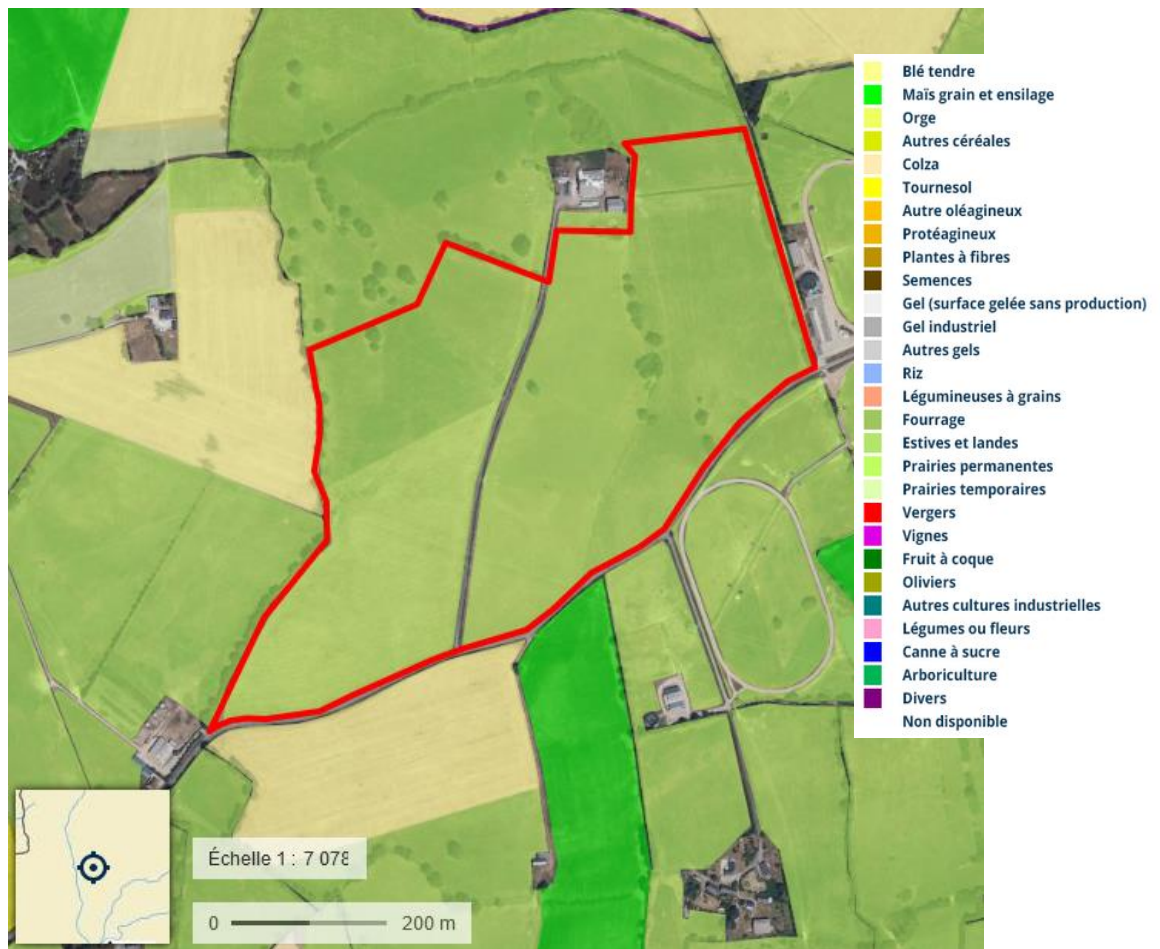 Blé tendre
Maïs grain et ensilage
Orge
Autres céréales
Colza
Tournesol
Autre oléagineux
Protéagineux
Plantes à fibres
Semences
Gel (surface gelée sans production)
Gel industriel
Autres gels
Riz
Légumineuses à grains
Fourrage
Estives et landes
Prairies permanentes
Prairies temporaires
Vergers
Vignes
Fruit à coque
Oliviers
Autres cultures industrielles
Légumes ou fleurs
Canne à sucre
Arboriculture
Divers
Non disponible
Échelle 1 : 7 078
0 200 m